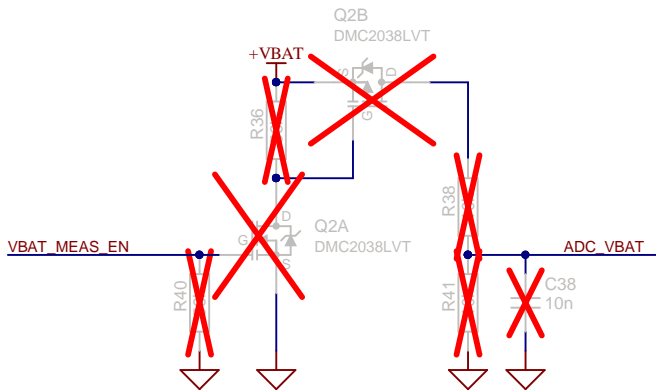 Q2B
DMC2038LVT
+VBAT
S
D
G
R36
D
Q2A
G
DMC2038LVT
S
R38
VBAT_MEAS_EN
ADC_VBAT
R40
R41
C38
10n